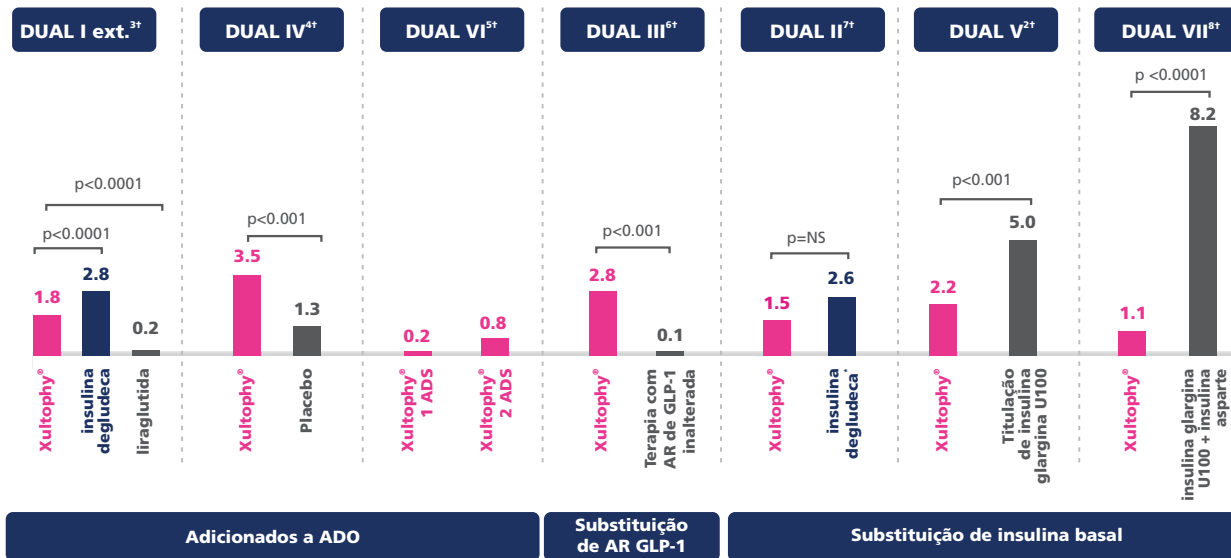 DUAL I ext.³†
DUAL IV⁴†
DUAL VI⁵†
DUAL III⁶†
DUAL II⁷†
DUAL V²†
DUAL VII⁸†
p<0.0001
p<0.0001
1.8
2.8
0.2
Xultophy®
insulina
degludeca
liraglutida
p<0.001
3.5
1.3
Xultophy®
Placebo
0.2
0.8
Xultophy®
1 ADS
Xultophy®
2 ADS
p<0.001
2.8
0.1
Xultophy®
Terapia com
AR de GLP-1
inalterada
p=NS
1.5
2.6
Xultophy®
insulina
degludeca*
p<0.001
2.2
5.0
Xultophy®
Titulação
de insulina
glargina U100
p <0.0001
1.1
8.2
Xultophy®
insulina glargina
U100 + insulina
asparte
Adicionados a ADO
Substituição
de AR GLP-1
Substituição de insulina basal